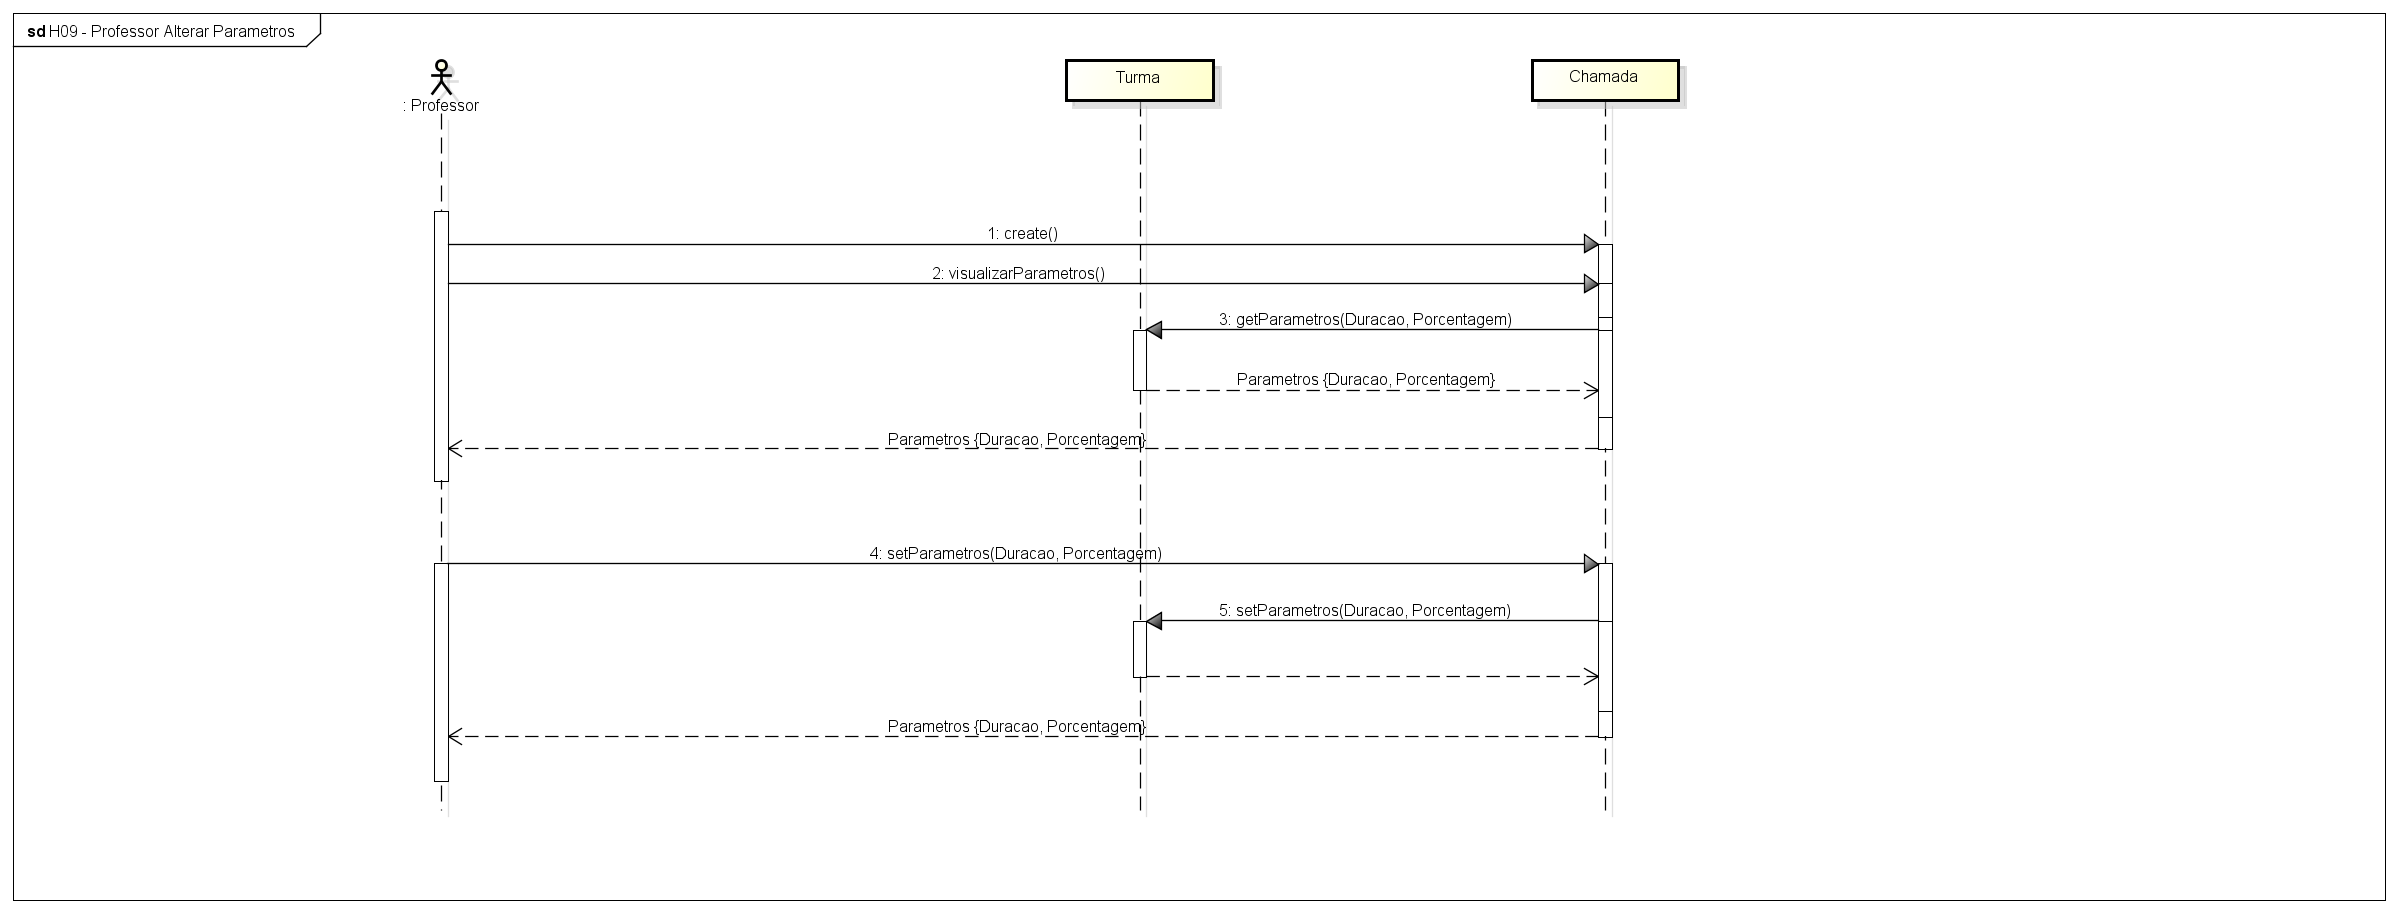 sd H09 - Professor Alterar Parametros
: Professor
Turma
Chamada
1: create()
2: visualizarParametros()
3: getParametros(Duracao, Porcentagem)
Parametros {Duracao, Porcentagem}
Parametros {Duracao, Porcentagem}
4: setParametros(Duracao, Porcentagem)
5: setParametros(Duracao, Porcentagem)
Parametros {Duracao, Porcentagem}